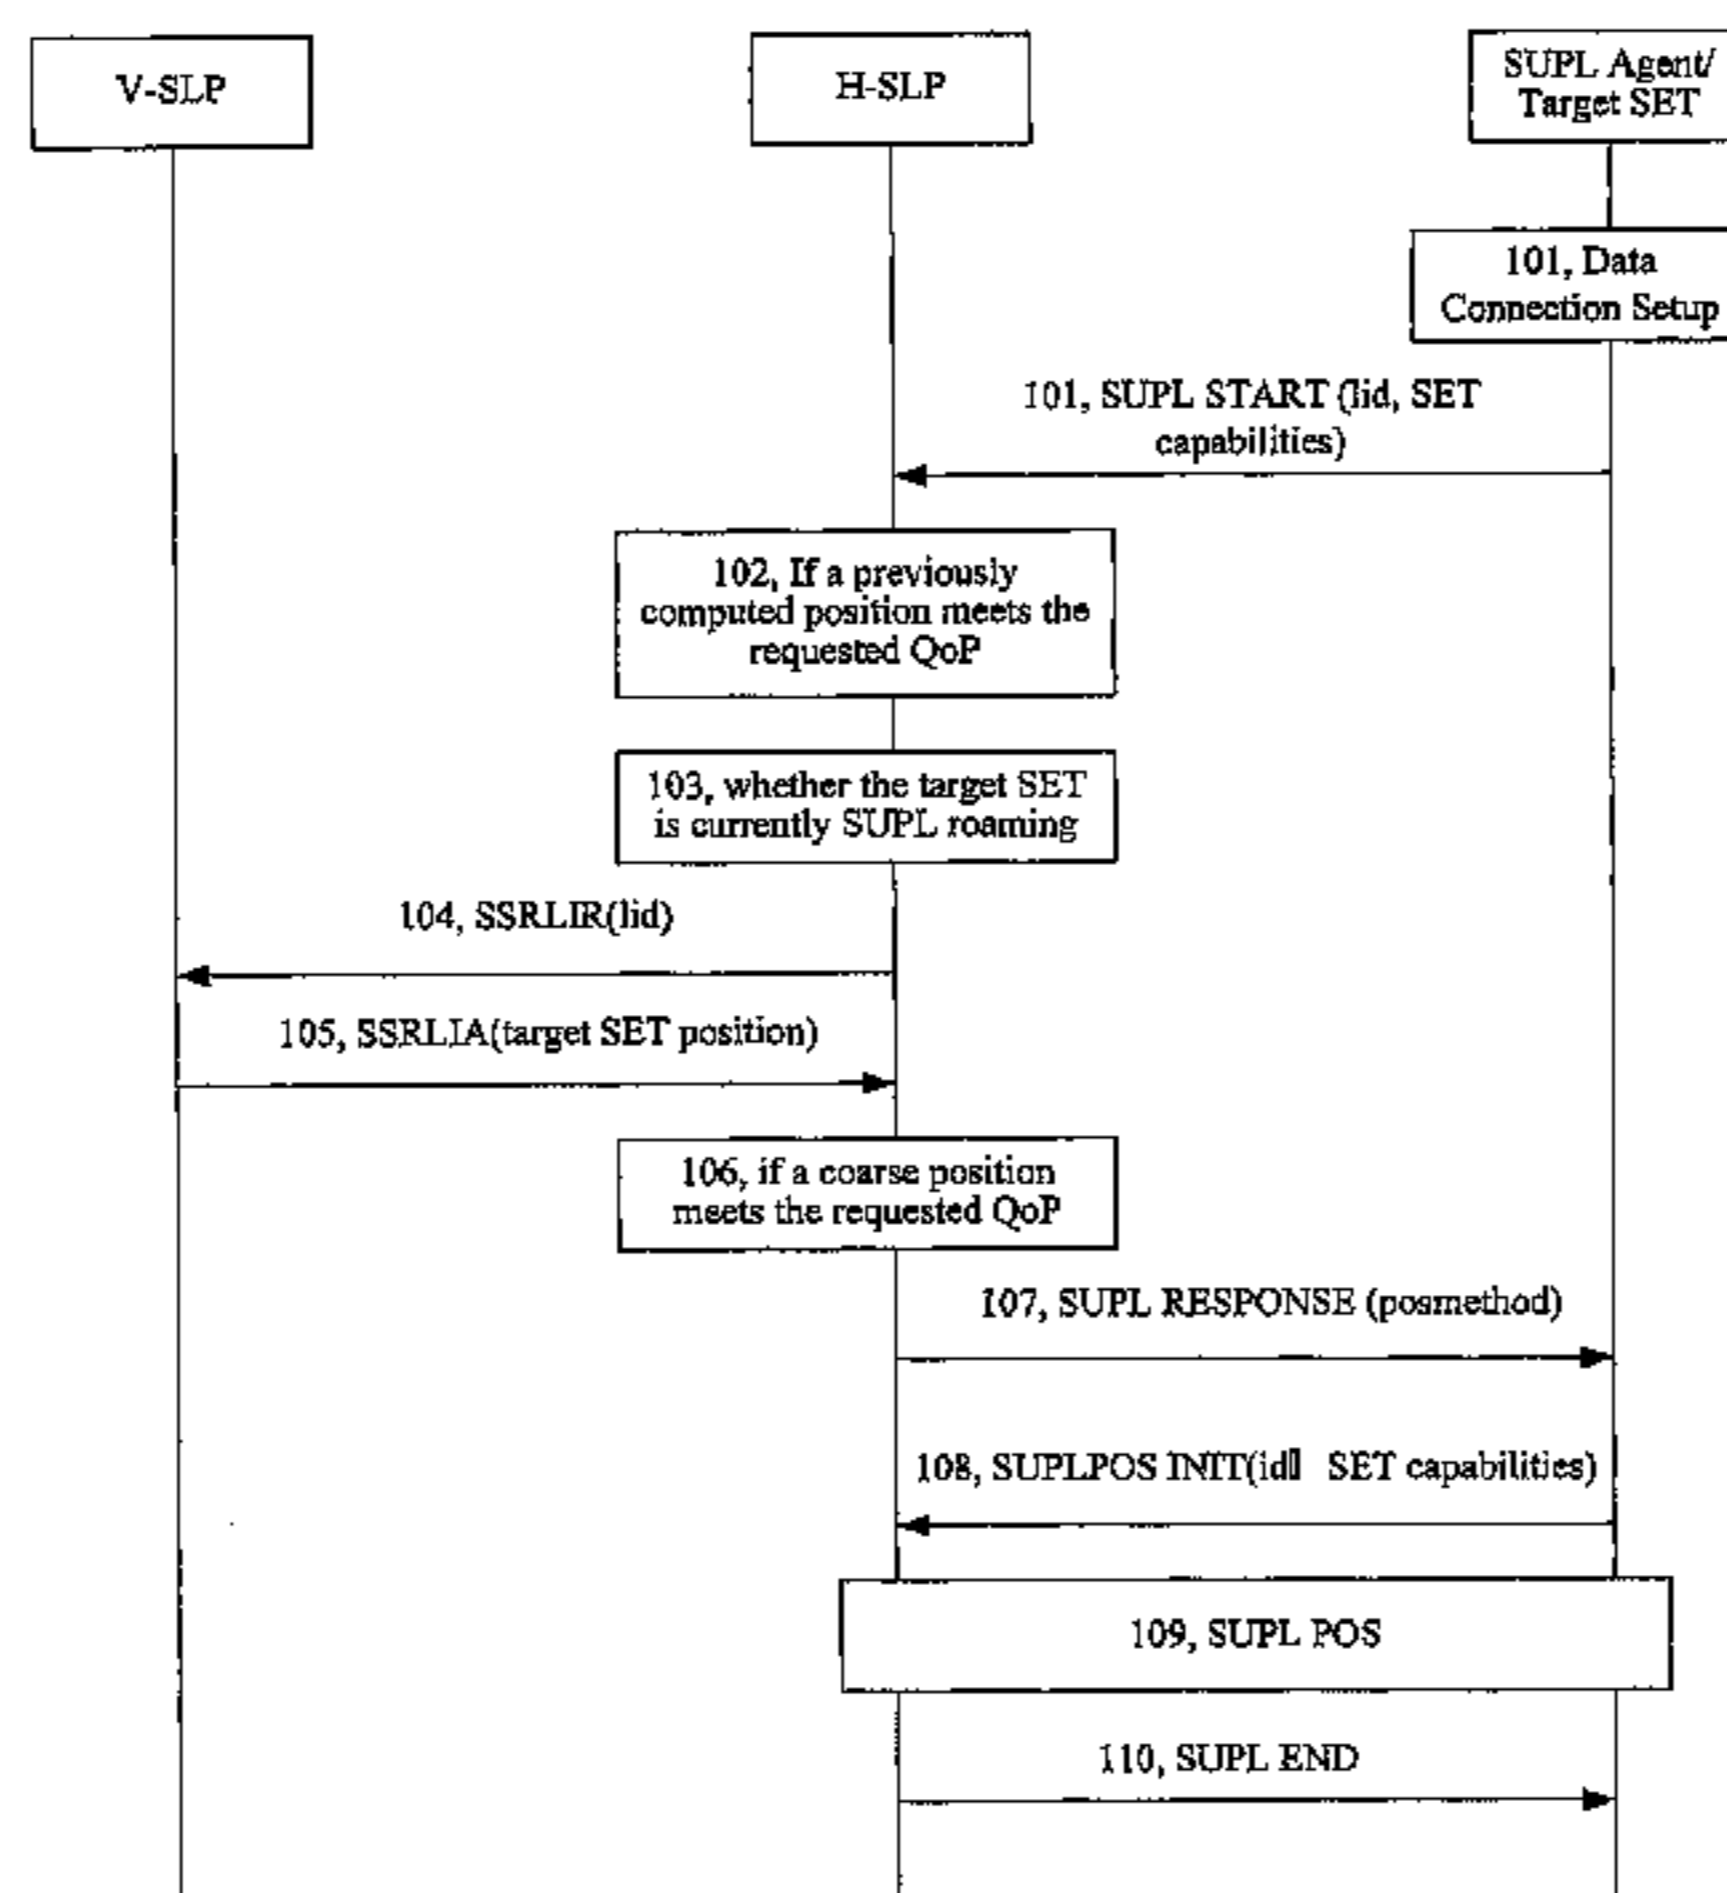 V-SLP
H-SLP
SUPL Agent/
Target SET
101, Data
Connection Setup
101, SUPL START (lid, SET
capabilities)
102, If a previously
computed position meets the
requested QoP
103, whether the target SET
is currently SUPL roaming
104, SSRLIR(lid)
105, SSRLIA(target SET position)
106, if a coarse position
meets the requested QoP
107, SUPL RESPONSE (posmethod)
108, SUPLPOS INIT(id SET capabilities)
109, SUPL POS
110, SUPL END